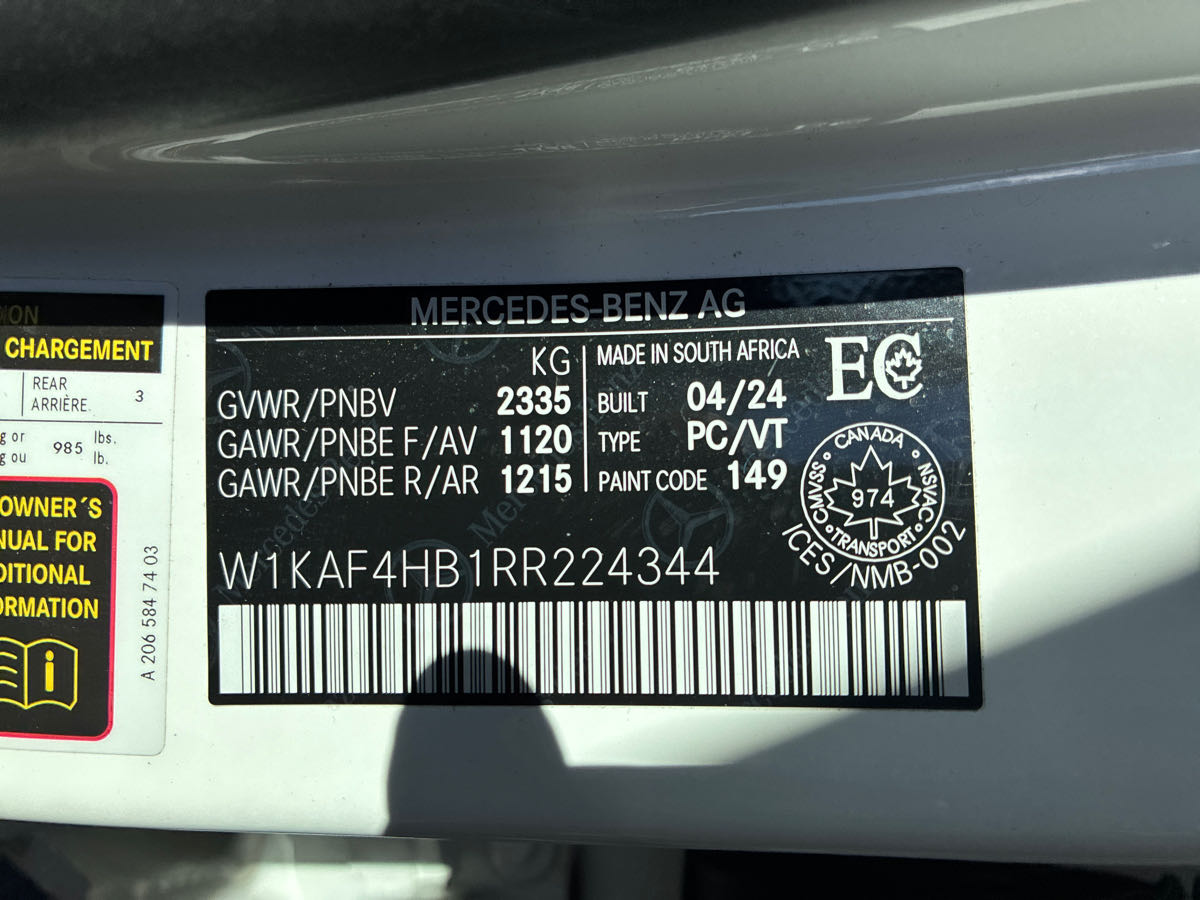 MON
CHARGEMENT
REAR
ARRIÈRE
3
g or
g ou
985
lbs.
lb.
OWNER´S
NUAL FOR
DITIONAL
ORMATION
A 206 584 74 03
MERCEDES-BENZ AG
KG
GVWR/PNBV 2335
GAWR/PNBE F/AV 1120
GAWR/PNBE R/AR 1215
MADE IN SOUTH AFRICA
BUILT 04/24
TYPE PC/VT
PAINT CODE 149
EC
CANADA
CMVSS
NSVAC
974
TRANSPORT
ICES/NMB-002
W1KAF4HB1RR224344